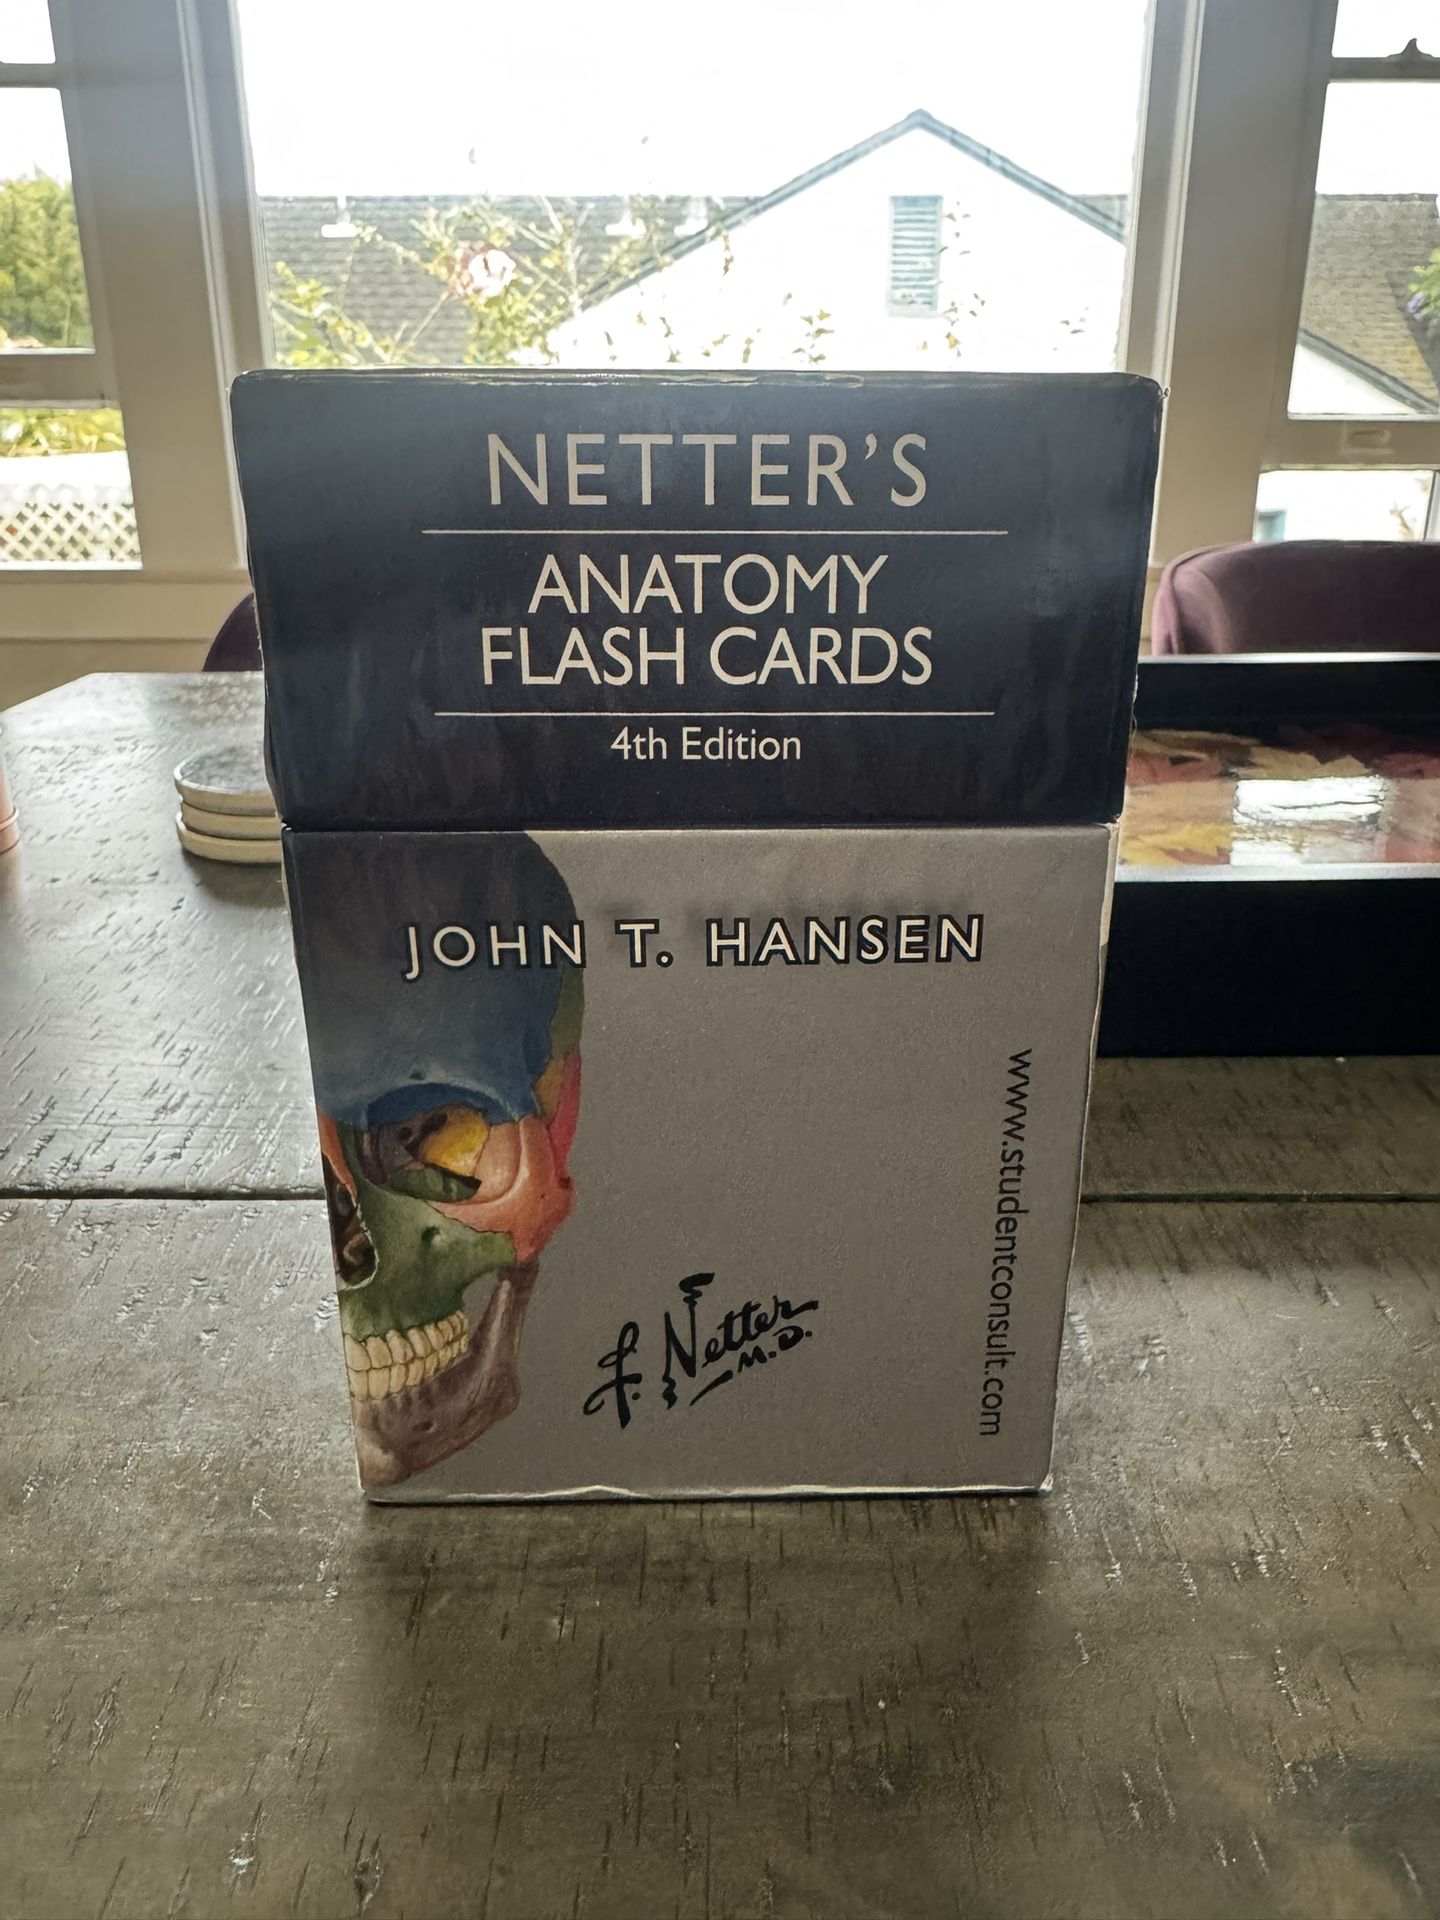 NETTER'S
ANATOMY
FLASH CARDS
4th Edition
JOHN T. HANSEN
www.studentconsult.com
F. Netter
M.D.